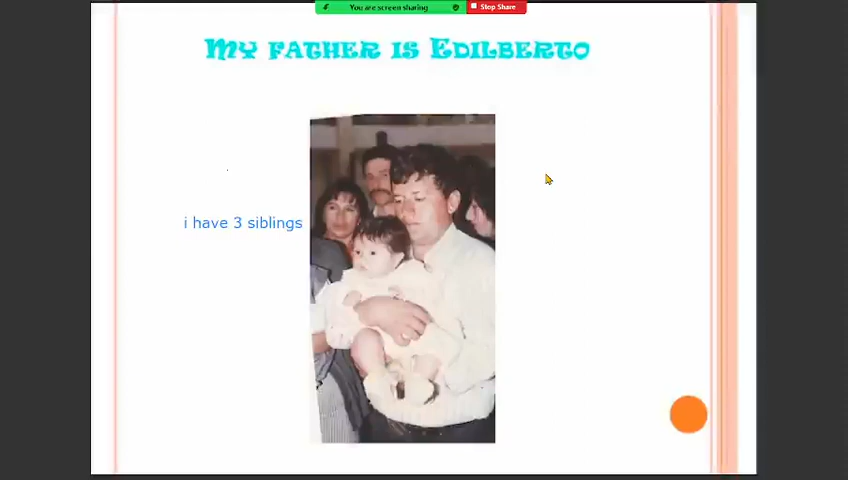 You are screen sharing
Stop Share
My father is Edilberto
i have 3 siblings